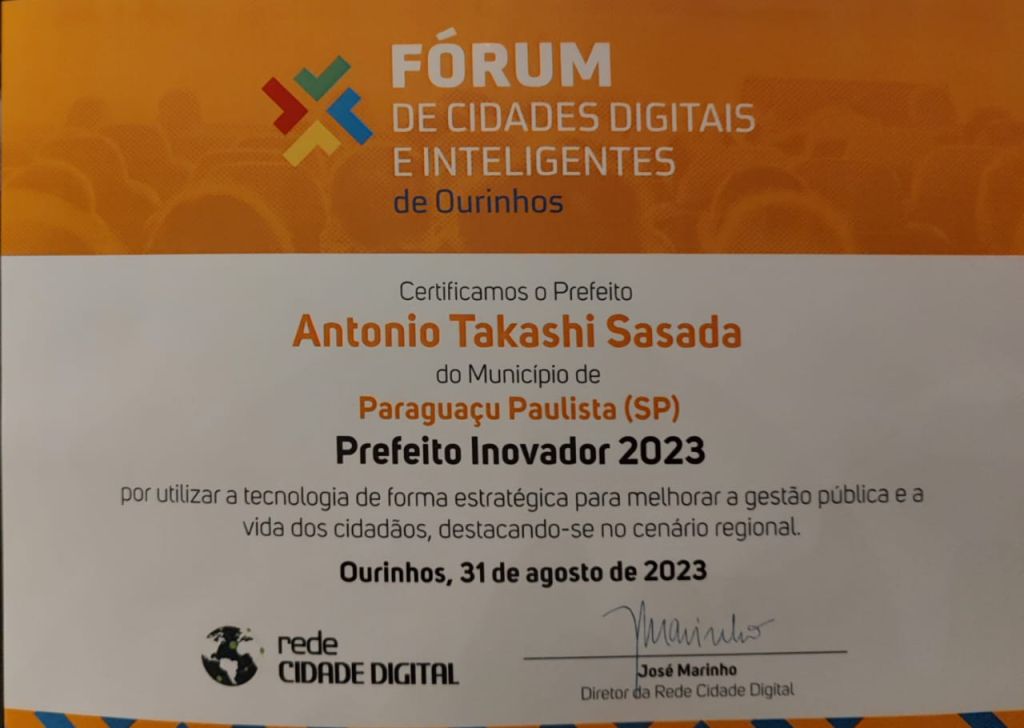 FÓRUM
DE CIDADES DIGITAIS
E INTELIGENTES
de Ourinhos
Certificamos o Prefeito
Antonio Takashi Sasada
do Município de
Paraguaçu Paulista (SP)
Prefeito Inovador 2023
por utilizar a tecnologia de forma estratégica para melhorar a gestão pública e a
vida dos cidadãos, destacando-se no cenário regional.
Ourinhos, 31 de agosto de 2023
rede
CIDADE DIGITAL
JMarinho
José Marinho
Diretor da Rede Cidade Digital